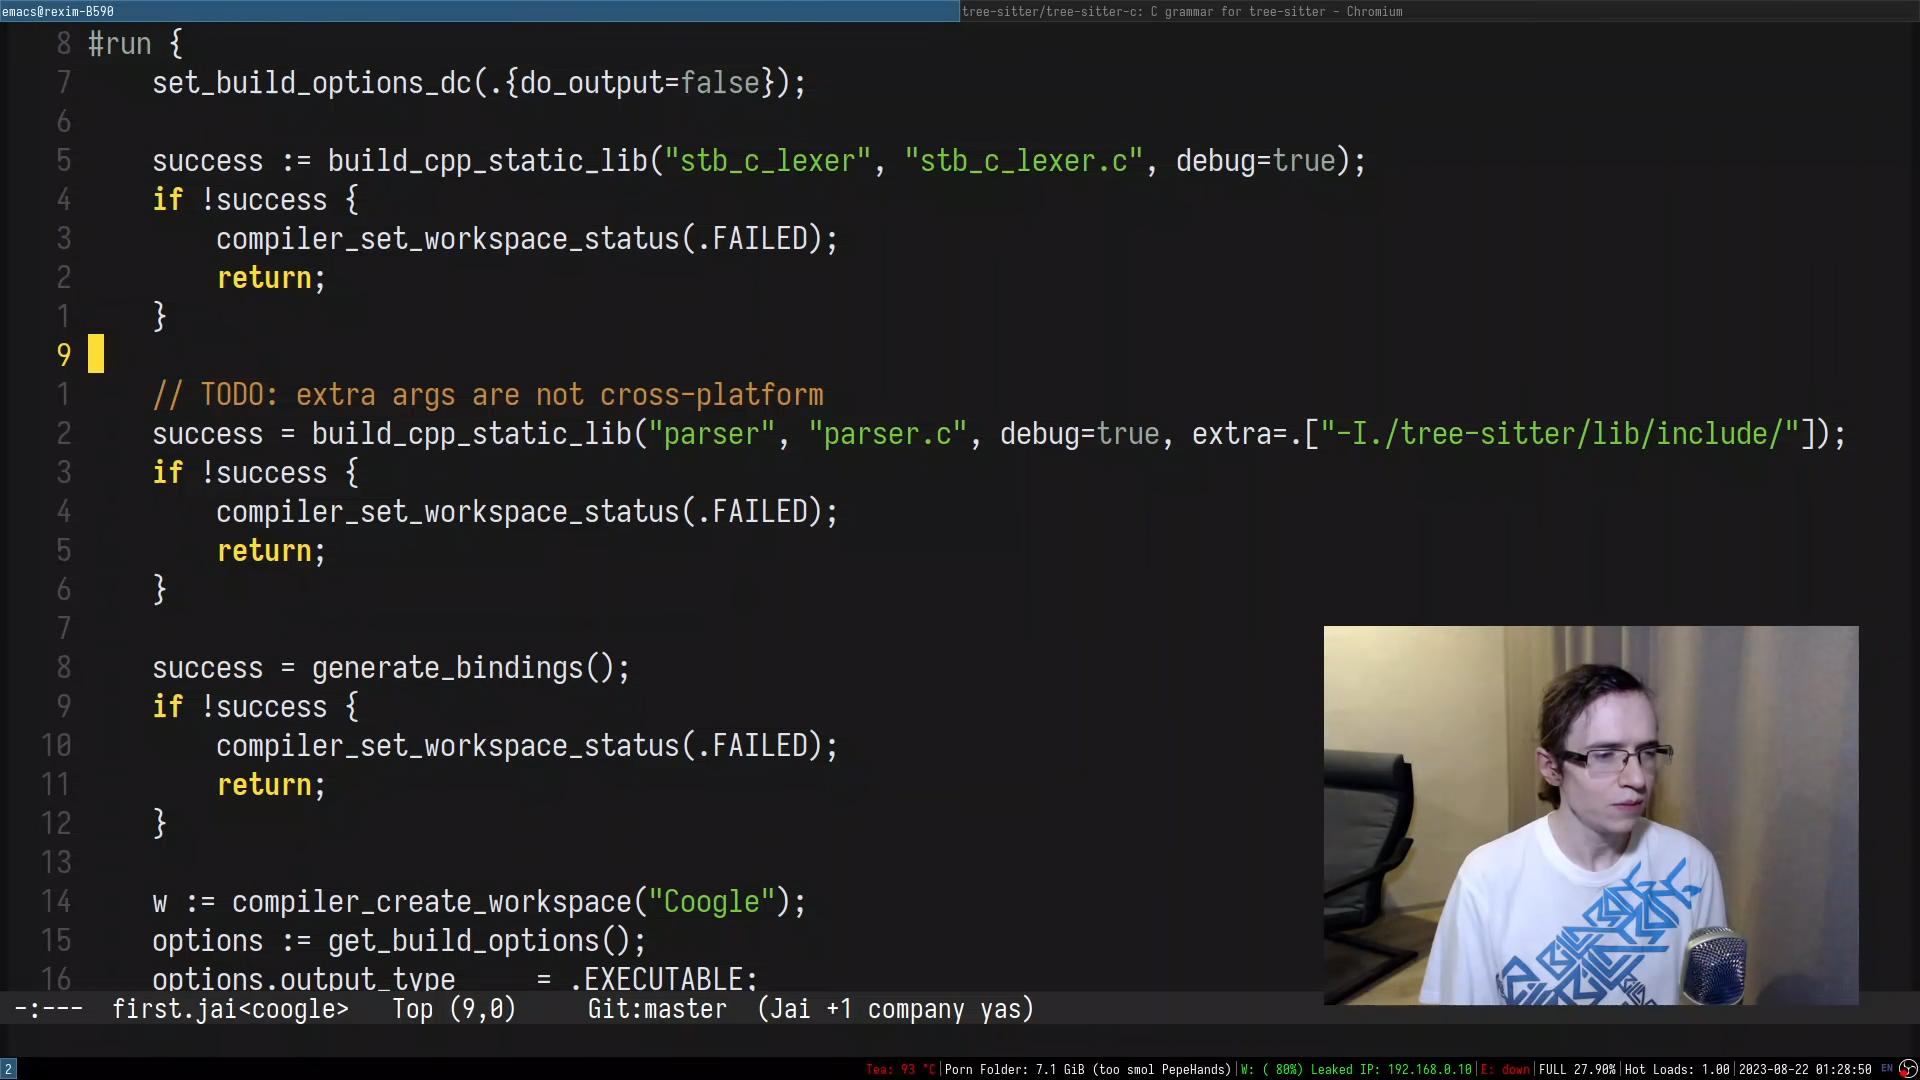 emacs@rexim-B590
tree-sitter/tree-sitter-c: C grammar for tree-sitter - Chromium
8 #run {
7     set_build_options_dc(.{do_output=false});
6
5     success := build_cpp_static_lib("stb_c_lexer", "stb_c_lexer.c", debug=true);
4     if !success {
3         compiler_set_workspace_status(.FAILED);
2         return;
1     }
9
1     // TODO: extra args are not cross-platform
2     success = build_cpp_static_lib("parser", "parser.c", debug=true, extra=.["-I./tree-sitter/lib/include/"]);
3     if !success {
4         compiler_set_workspace_status(.FAILED);
5         return;
6     }
7
8     success = generate_bindings();
9     if !success {
10         compiler_set_workspace_status(.FAILED);
11         return;
12     }
13
14     w := compiler_create_workspace("Coogle");
15     options := get_build_options();
16     options.output_type     = .EXECUTABLE;
-:---  first.jai<coogle>   Top (9,0)     Git:master  (Jai +1 company yas)
2
Tea: 93 °C|Porn Folder: 7.1 GiB (too smol PepeHands)|W: ( 80%) Leaked IP: 192.168.0.10|E: down|FULL 27.90%|Hot Loads: 1.00|2023-08-22 01:28:50 EN